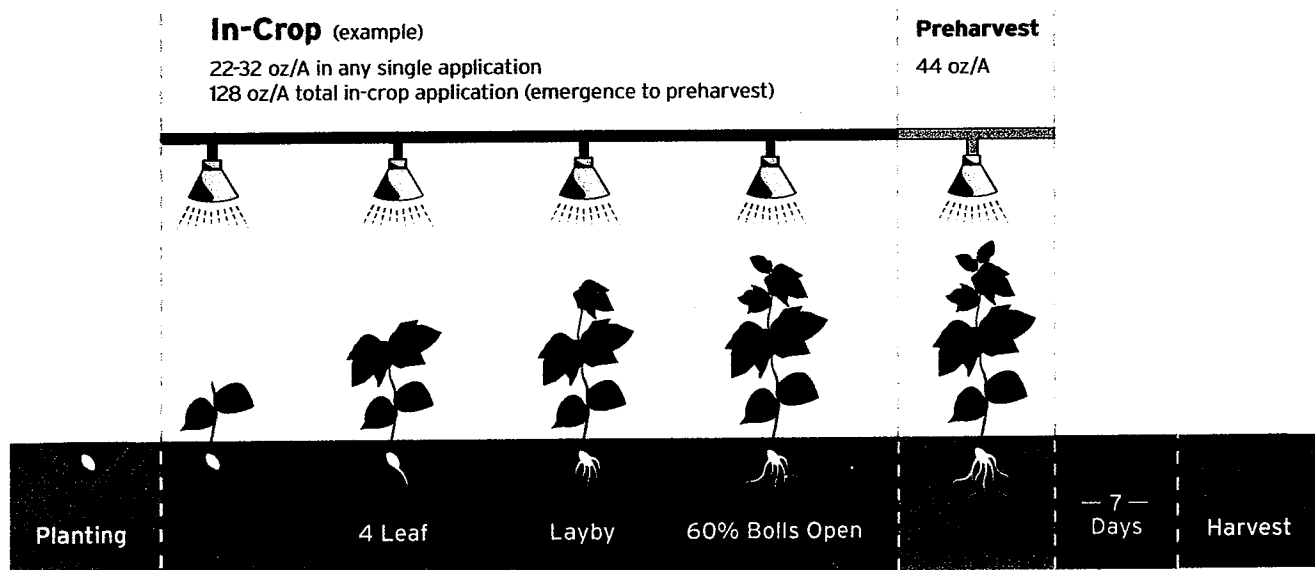 In-Crop (example)
22-32 oz/A in any single application
128 oz/A total in-crop application (emergence to preharvest)
Preharvest
44 oz/A
Planting
4 Leaf
Layby
60% Bolls Open
— 7 —
Days
Harvest